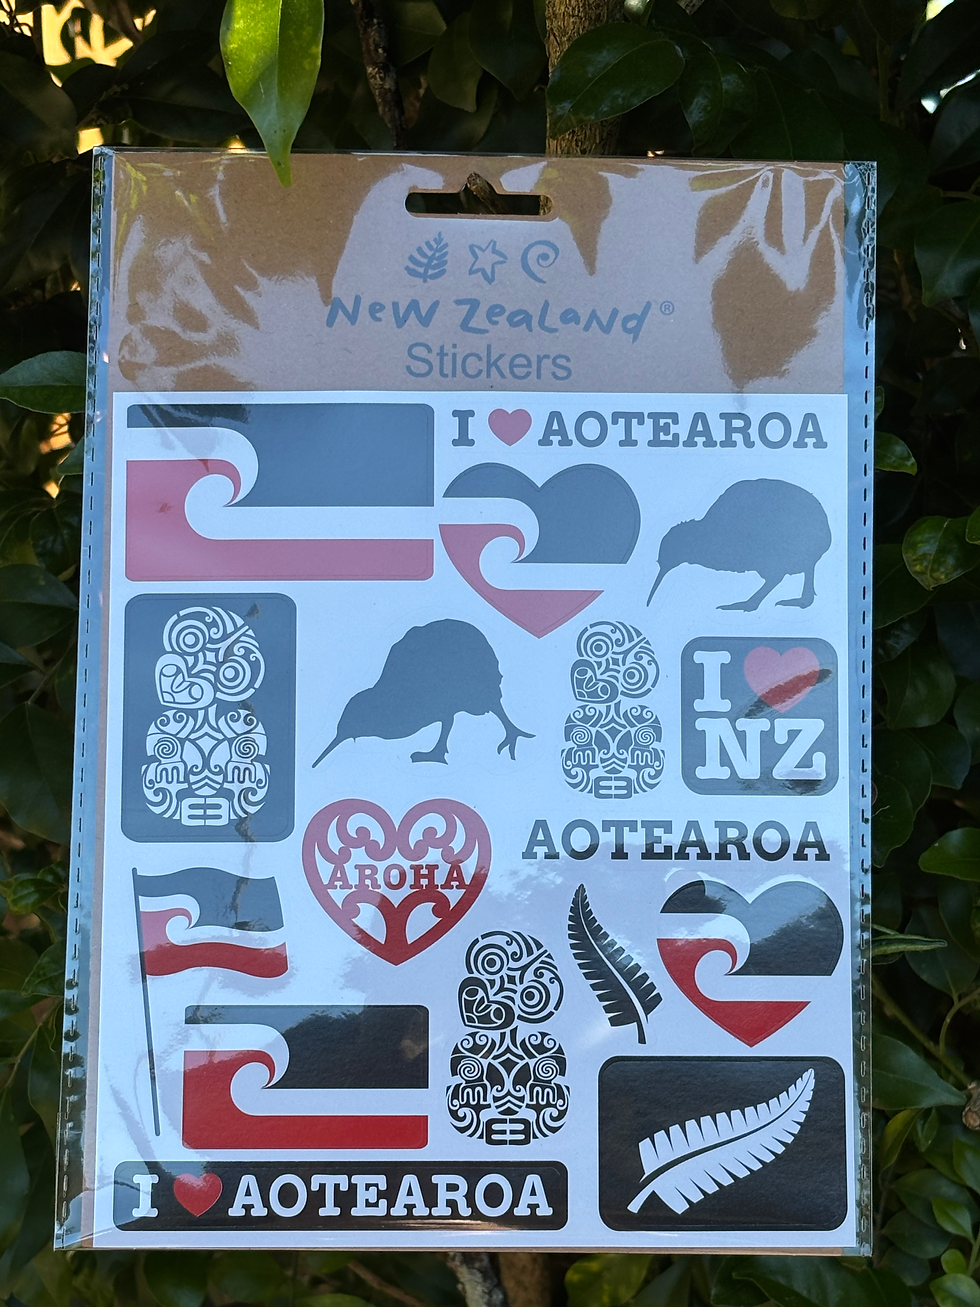 New Zealand®
Stickers
I ❤ AOTEAROA
I ❤
NZ
AROHA
AOTEAROA
I ❤ AOTEAROA